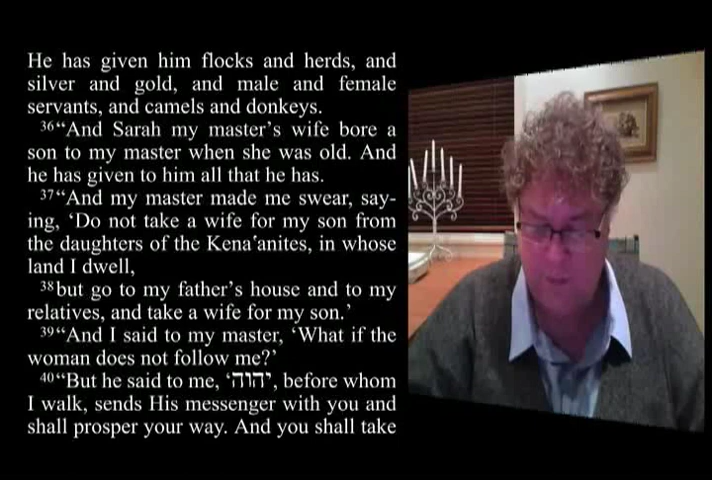 He has given him flocks and herds, and
silver and gold, and male and female
servants, and camels and donkeys.
36“And Sarah my master’s wife bore a
son to my master when she was old. And
he has given to him all that he has.
37“And my master made me swear, say-
ing, ‘Do not take a wife for my son from
the daughters of the Kena‛anites, in whose
land I dwell,
38but go to my father’s house and to my
relatives, and take a wife for my son.’
39“And I said to my master, ‘What if the
woman does not follow me?’
40“But he said to me, ‘יהוה, before whom
I walk, sends His messenger with you and
shall prosper your way. And you shall take